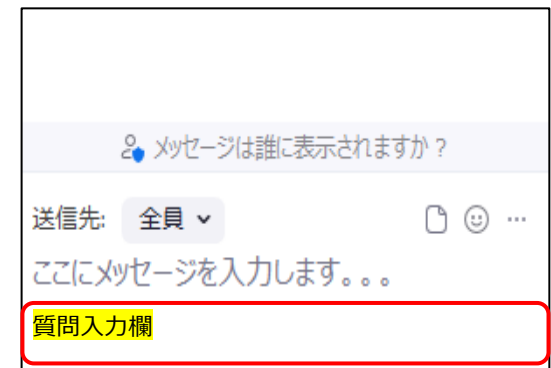 メッセージは誰に表示されますか？
送信先: 全員
ここにメッセージを入力します。。。
質問入力欄